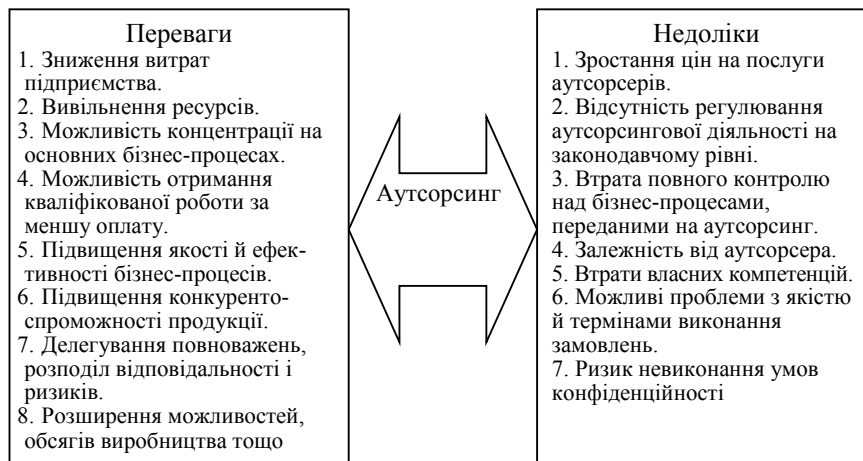 Переваги
1. Зниження витрат
підприємства.
2. Вивільнення ресурсів.
3. Можливість концентрації на
основних бізнес-процесах.
4. Можливість отримання
кваліфікованої роботи за
меншу оплату.
5. Підвищення якості й ефек-
тивності бізнес-процесів.
6. Підвищення конкуренто-
спроможності продукції.
7. Делегування повноважень,
розподіл відповідальності і
ризиків.
8. Розширення можливостей,
обсягів виробництва тощо
Аутсорсинг
Недоліки
1. Зростання цін на послуги
аутсорсерів.
2. Відсутність регулювання
аутсорсингової діяльності на
законодавчому рівні.
3. Втрата повного контролю
над бізнес-процесами,
переданими на аутсорсинг.
4. Залежність від аутсорсера.
5. Втрати власних компетенцій.
6. Можливі проблеми з якістю
й термінами виконання
замовлень.
7. Ризик невиконання умов
конфіденційності